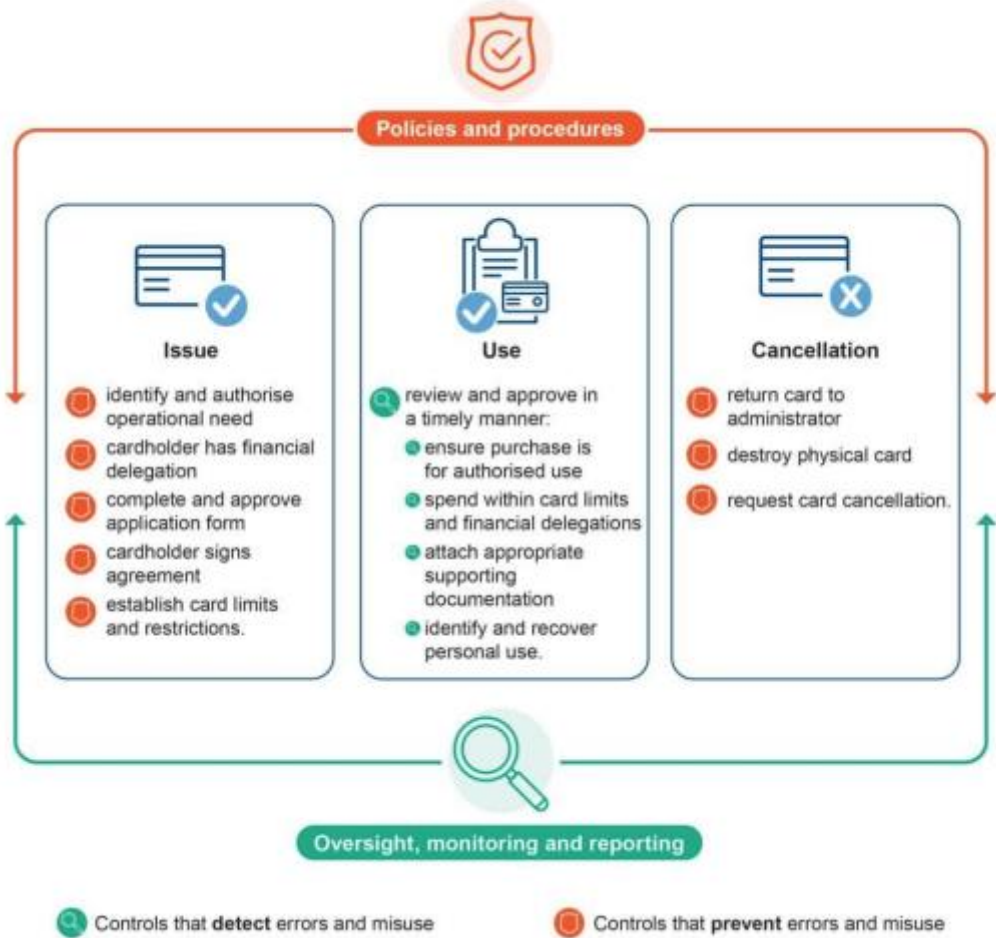 Policies and procedures
Issue
identify and authorise
operational need
cardholder has financial
delegation
complete and approve
application form
cardholder signs
agreement
establish card limits
and restrictions.
Use
review and approve in
a timely manner:
ensure purchase is
for authorised use
spend within card limits
and financial delegations
attach appropriate
supporting
documentation
identify and recover
personal use.
Cancellation
return card to
administrator
destroy physical card
request card cancellation.
Oversight, monitoring and reporting
Controls that detect errors and misuse
Controls that prevent errors and misuse